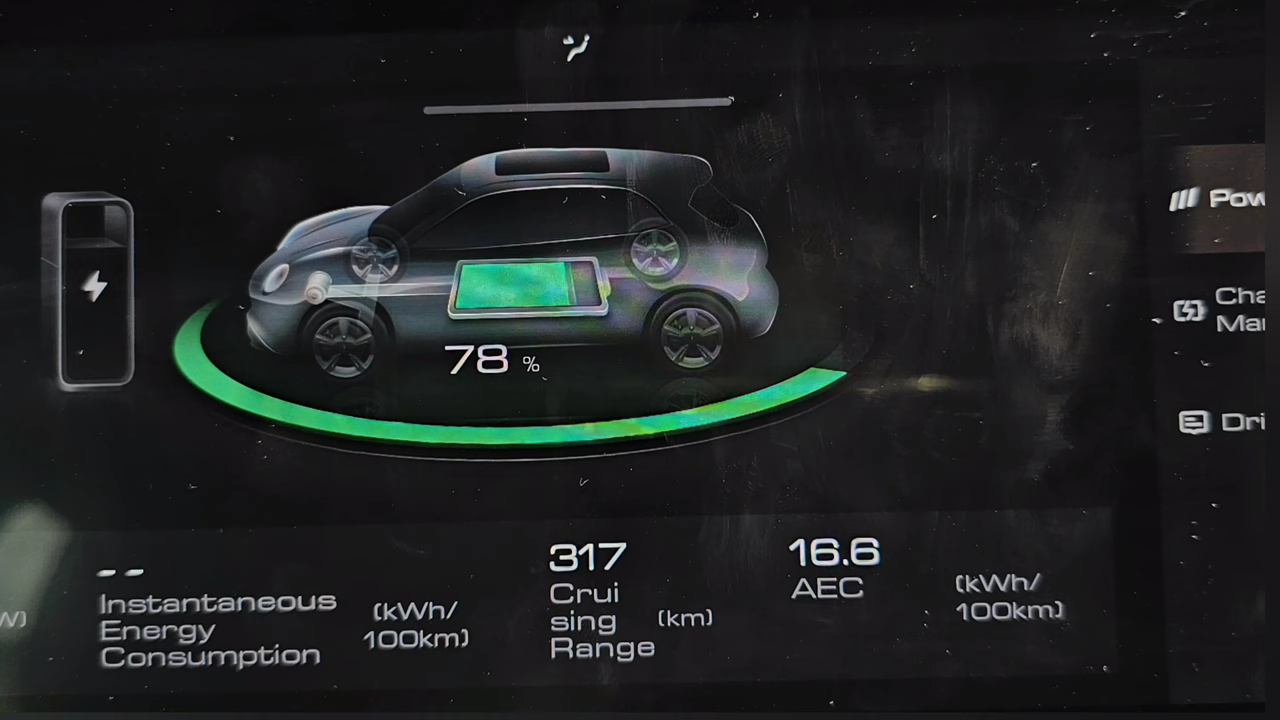 Pow
Cha
Mar
78 %
Dri
--
Instantaneous
Energy
Consumption
(kWh/
100km)
317
Crui
sing
Range
(km)
16.6
AEC
(kWh/
100km)
W)